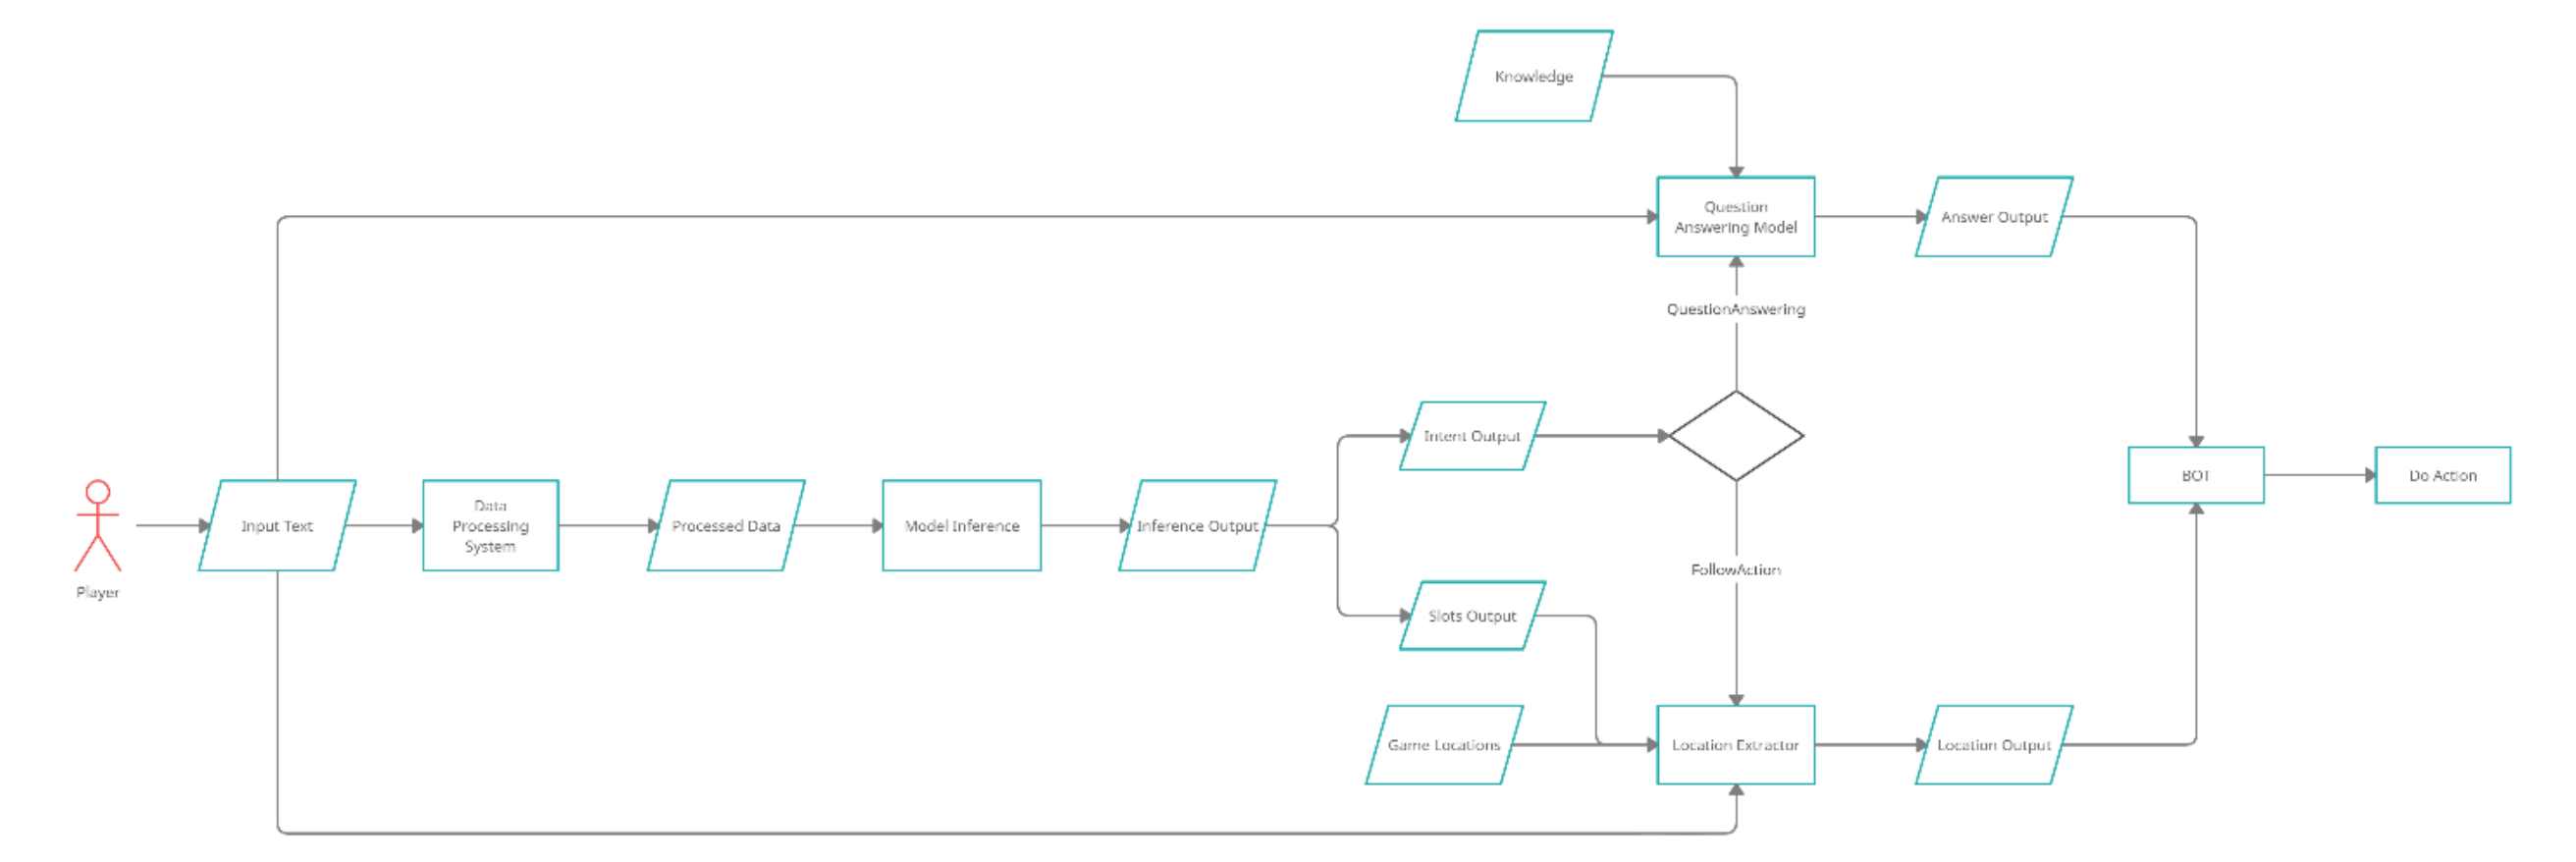 Knowledge
Question
Answering Model
Answer Output
QuestionAnswering
Intent Output
BOT
Do Action
Input Text
Data
Processing
System
Processed Data
Model Inference
Inference Output
Player
FollowAction
Slots Output
Game Locations
Location Extractor
Location Output